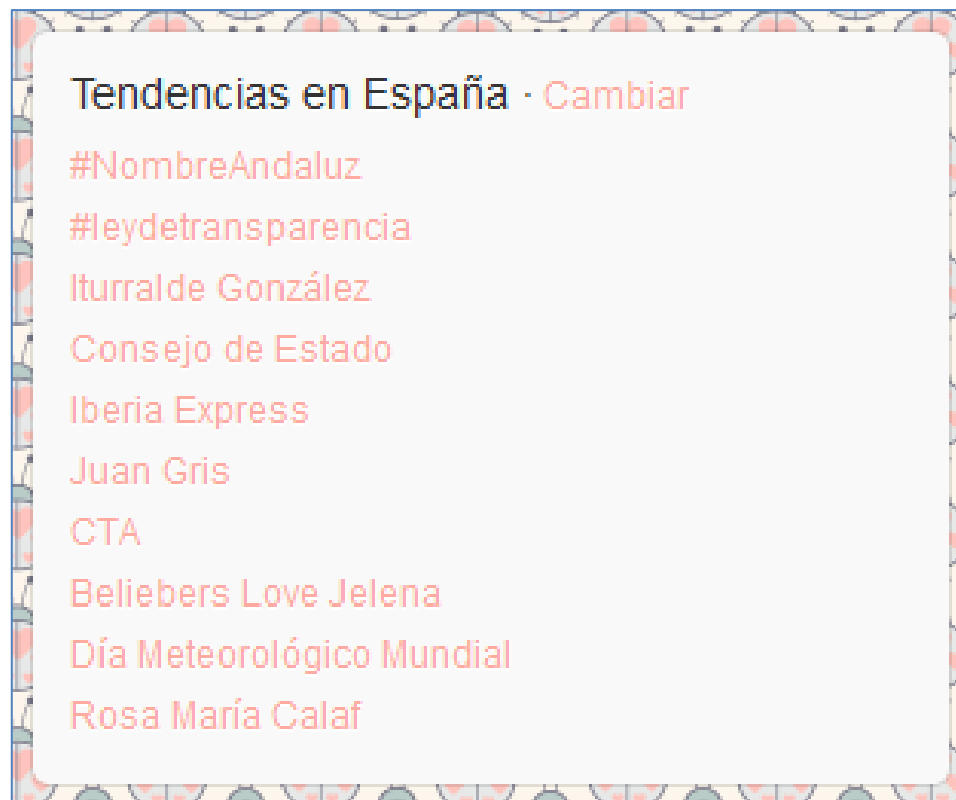 Tendencias en España · Cambiar
#NombreAndaluz
#leydetransparencia
Iturralde González
Consejo de Estado
Iberia Express
Juan Gris
CTA
Beliebers Love Jelena
Día Meteorológico Mundial
Rosa María Calaf